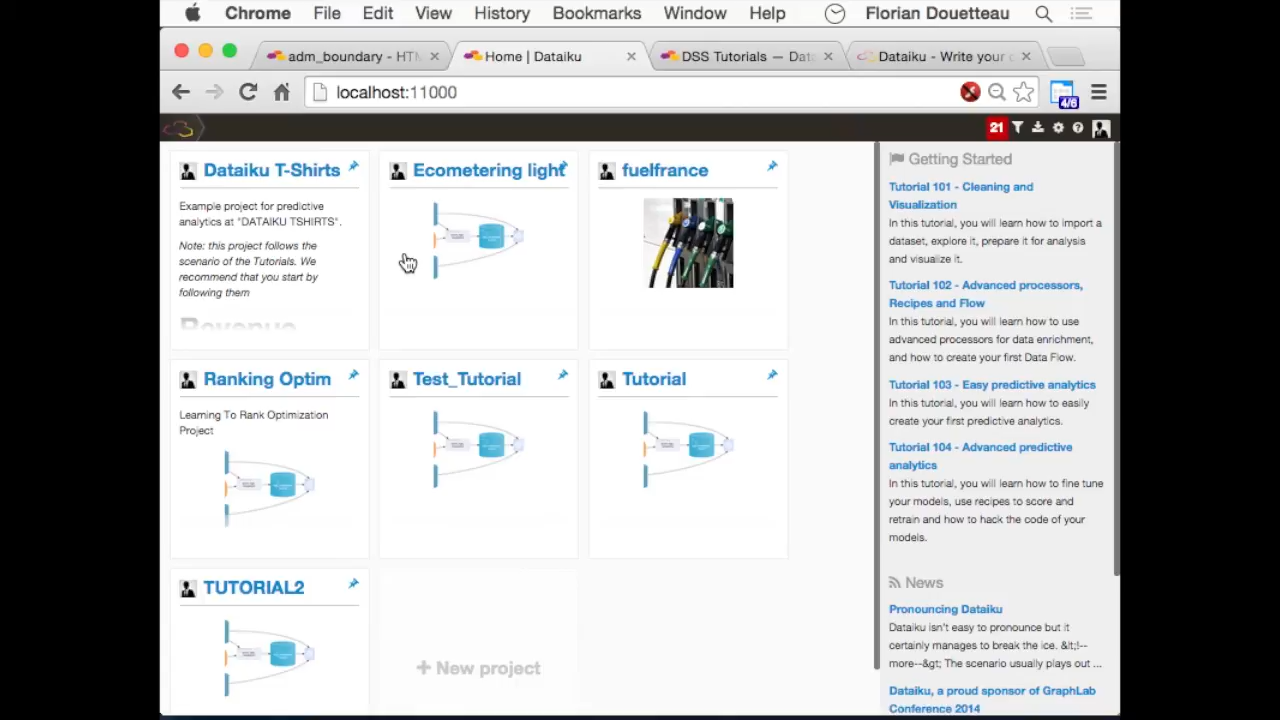 Chrome File Edit View History Bookmarks Window Help Florian Douetteau
adm_boundary - HTM
Home | Dataiku
DSS Tutorials — Data
Dataiku - Write your
localhost:11000
4/6
21
Dataiku T-Shirts
Example project for predictive
analytics at "DATAIKU TSHIRTS".
Note: this project follows the
scenario of the Tutorials. We
recommend that you start by
following them
Revenue
Ecometering light
fuelfrance
Ranking Optim
Learning To Rank Optimization
Project
Test_Tutorial
Tutorial
TUTORIAL2
+ New project
Getting Started
Tutorial 101 - Cleaning and
Visualization
In this tutorial, you will learn how to import a
dataset, explore it, prepare it for analysis
and visualize it.
Tutorial 102 - Advanced processors,
Recipes and Flow
In this tutorial, you will learn how to use
advanced processors for data enrichment,
and how to create your first Data Flow.
Tutorial 103 - Easy predictive analytics
In this tutorial, you will learn how to easily
create your first predictive analytics.
Tutorial 104 - Advanced predictive
analytics
In this tutorial, you will learn how to fine tune
your models, use recipes to score and
retrain and how to hack the code of your
models.
News
Pronouncing Dataiku
Dataiku isn't easy to pronounce but it
certainly manages to break the ice. &lt;!--
more--&gt; The scenario usually plays out ...
Dataiku, a proud sponsor of GraphLab
Conference 2014